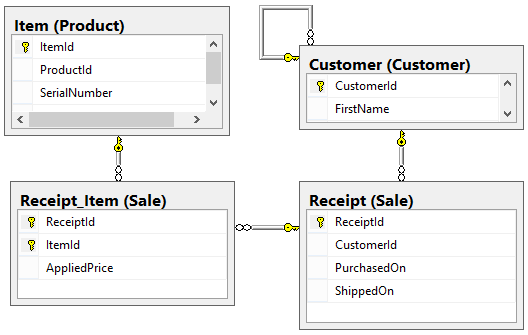 Item (Product)
ItemId
ProductId
SerialNumber
Customer (Customer)
CustomerId
FirstName
Receipt_Item (Sale)
ReceiptId
ItemId
AppliedPrice
Receipt (Sale)
ReceiptId
CustomerId
PurchasedOn
ShippedOn